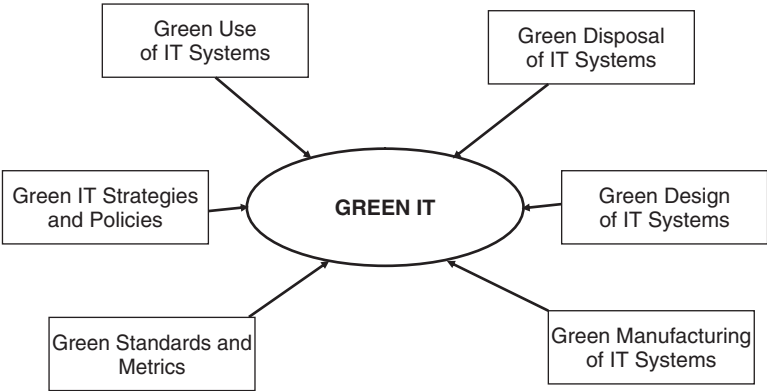 Green Use
of IT Systems
Green Disposal
of IT Systems
Green IT Strategies
and Policies
GREEN IT
Green Design
of IT Systems
Green Standards and
Metrics
Green Manufacturing
of IT Systems